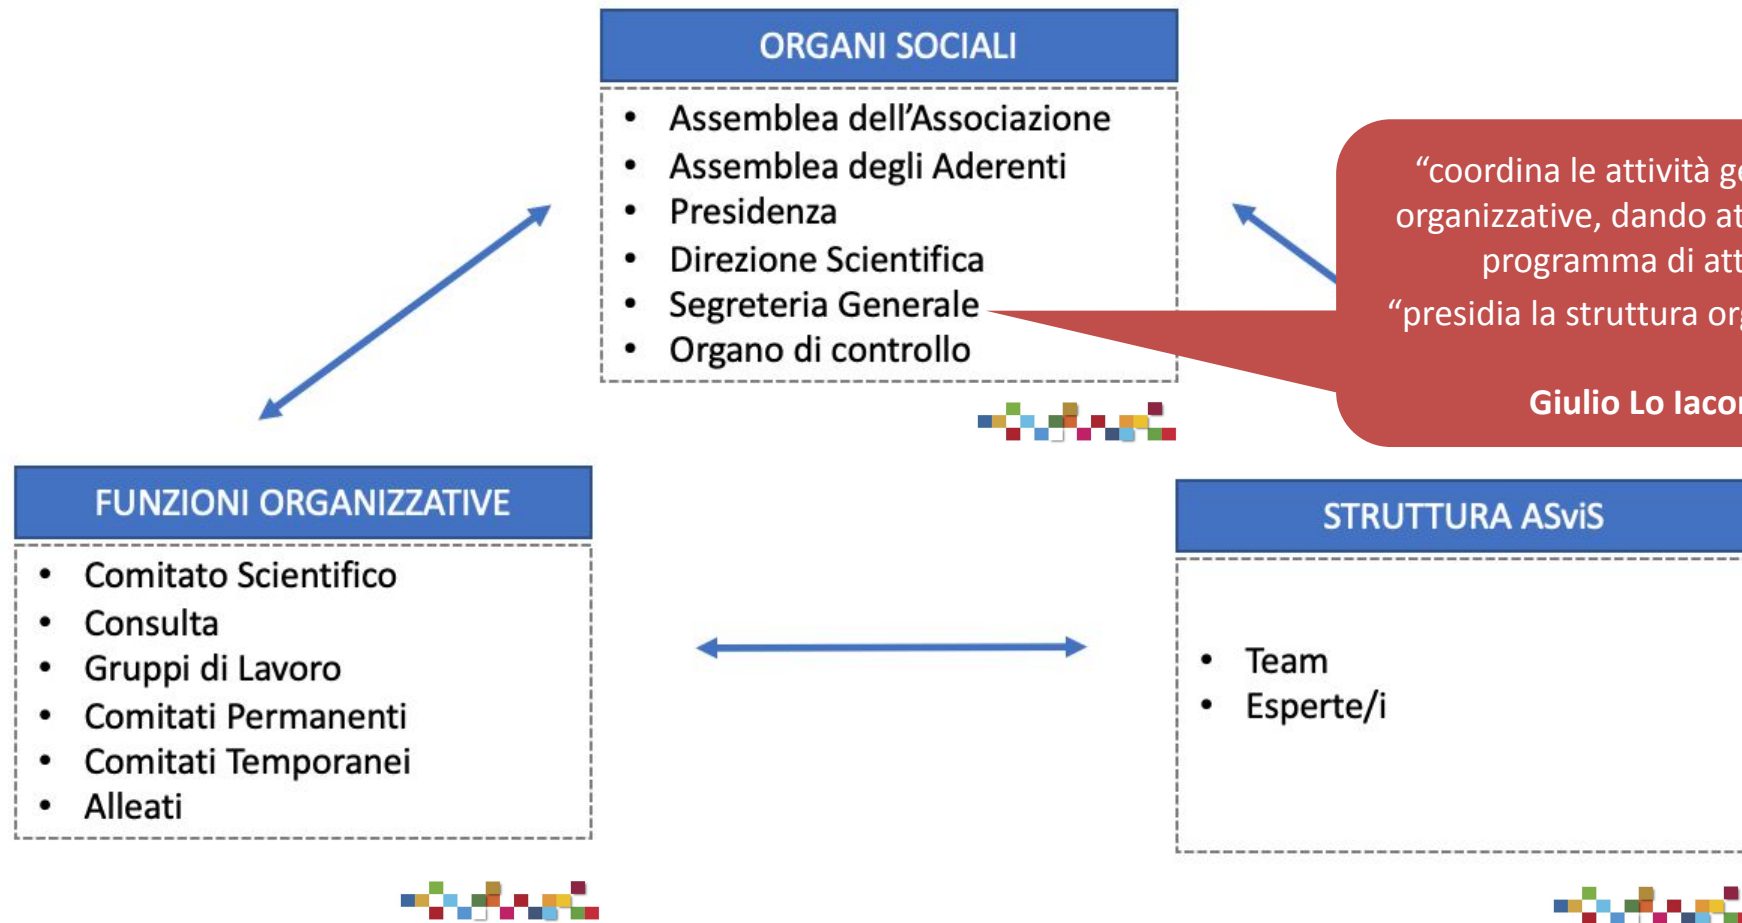 ORGANI SOCIALI
• Assemblea dell’Associazione
• Assemblea degli Aderenti
• Presidenza
• Direzione Scientifica
• Segreteria Generale
• Organo di controllo
“coordina le attività
organizzative, dando
programma di
“presidia la struttura
Giulio Lo
FUNZIONI ORGANIZZATIVE
• Comitato Scientifico
• Consulta
• Gruppi di Lavoro
• Comitati Permanenti
• Comitati Temporanei
• Alleati
STRUTTURA ASviS
• Team
• Esperte/i